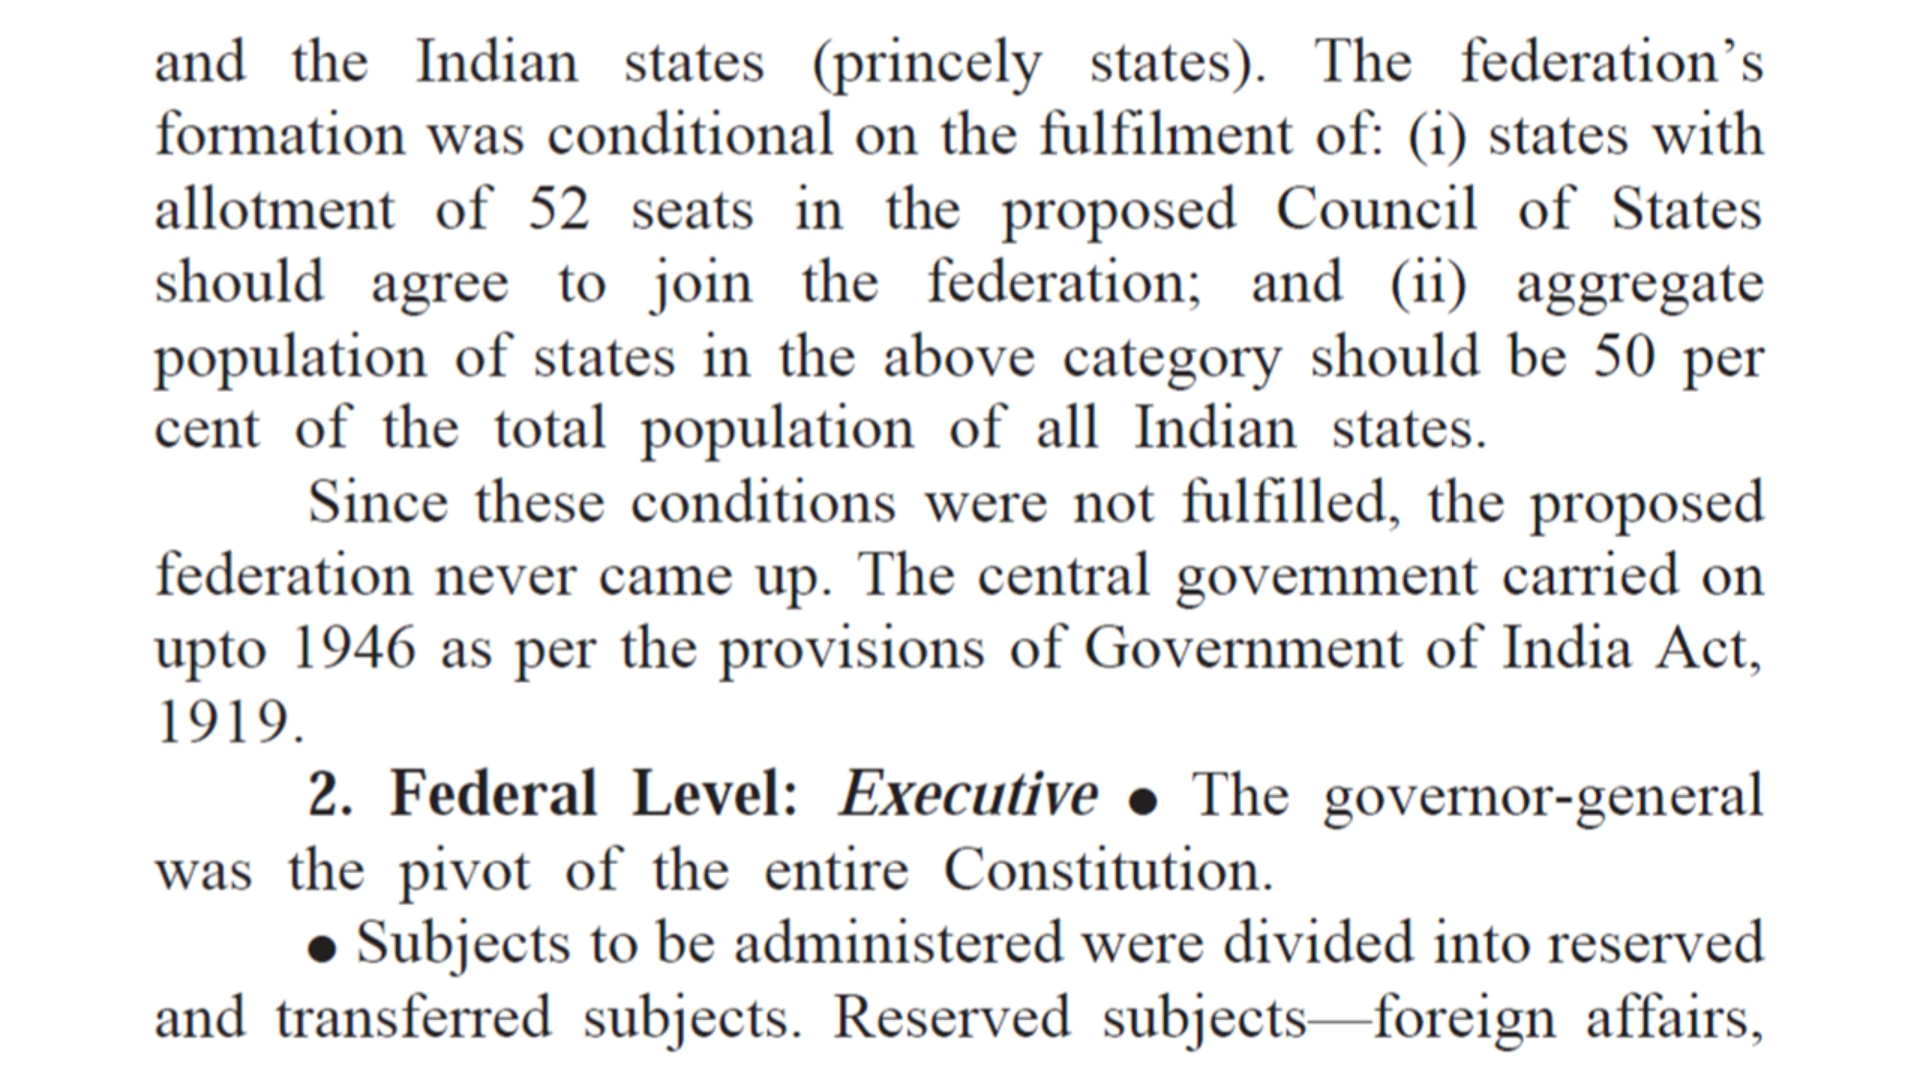 and the Indian states (princely states). The federation’s
formation was conditional on the fulfilment of: (i) states with
allotment of 52 seats in the proposed Council of States
should agree to join the federation; and (ii) aggregate
population of states in the above category should be 50 per
cent of the total population of all Indian states.
Since these conditions were not fulfilled, the proposed
federation never came up. The central government carried on
upto 1946 as per the provisions of Government of India Act,
1919.
2. Federal Level: Executive ● The governor-general
was the pivot of the entire Constitution.
● Subjects to be administered were divided into reserved
and transferred subjects. Reserved subjects—foreign affairs,